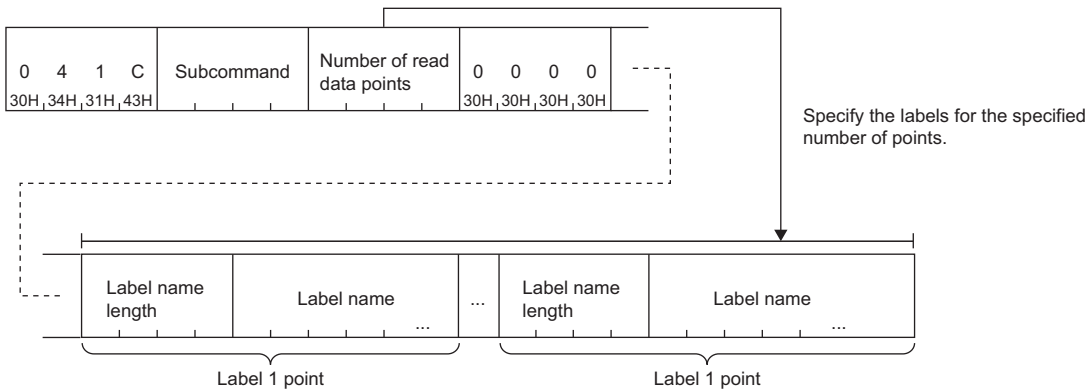 0 4 1 C
Subcommand
Number of read
data points
0 0 0 0
30H 34H 31H 43H
30H 30H 30H 30H
Specify the labels for the specified
number of points.
Label name
length
Label name
...
...
Label name
length
Label name
...
Label 1 point
Label 1 point